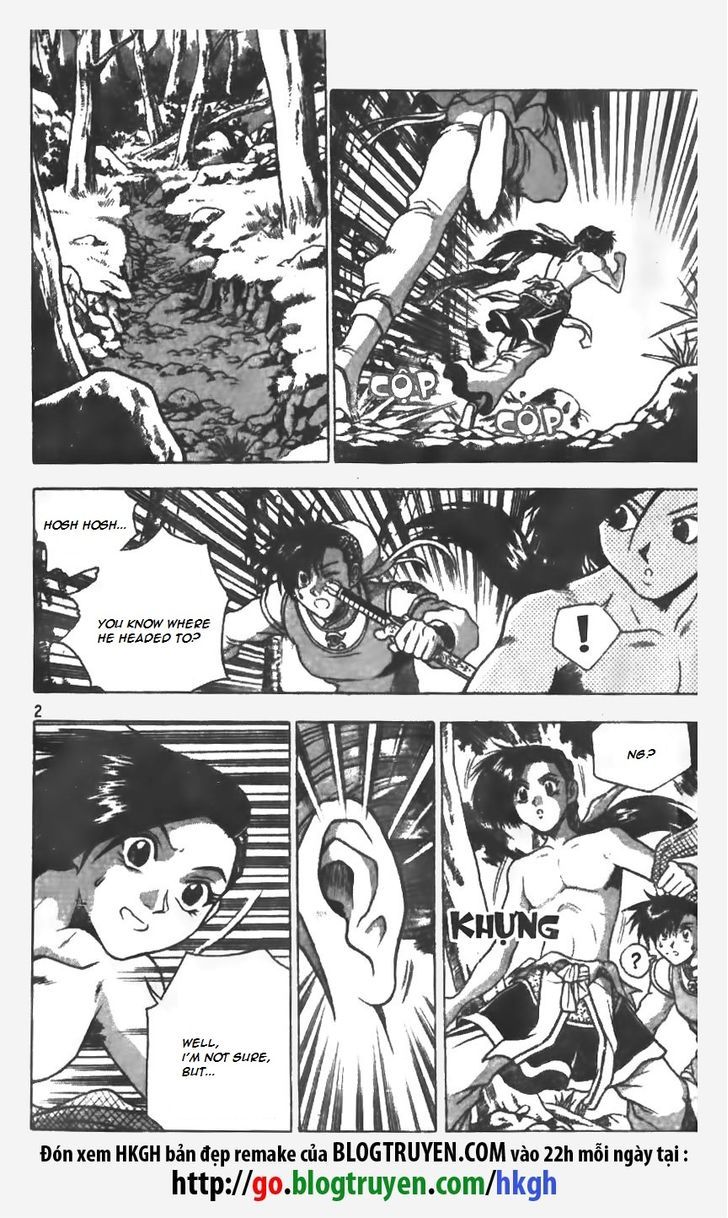 CỘP
CỘP
HOSH HOSH...
YOU KNOW WHERE
HE HEADED TO?
!
2
WELL,
I'M NOT SURE,
BUT...
NG?
KHỰNG
?
Đón xem HKGH bản đẹp remake của BLOGTRUYEN.COM vào 22h mỗi ngày tại :
http://go.blogtruyen.com/hkgh